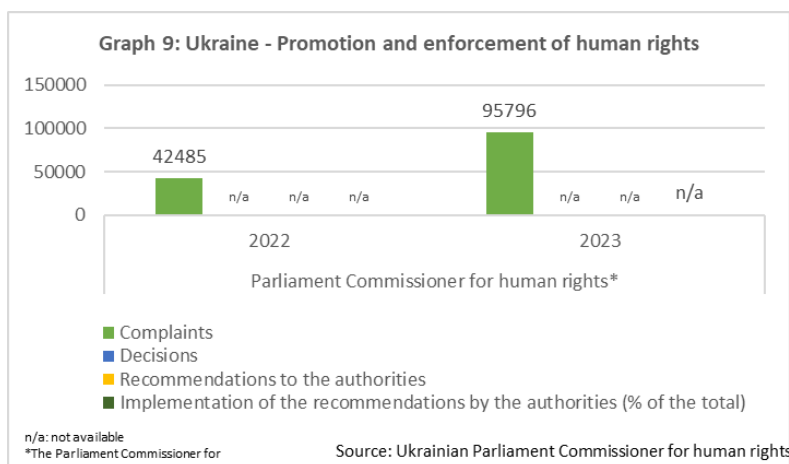 Graph 9: Ukraine - Promotion and enforcement of human rights
150000
100000
50000
0
42485
n/a
n/a
n/a
95796
n/a
n/a
n/a
2022
2023
Parliament Commissioner for human rights*
Complaints
Decisions
Recommendations to the authorities
Implementation of the recommendations by the authorities (% of the total)
n/a: not available
*The Parliament Commissioner for
Source: Ukrainian Parliament Commissioner for human rights